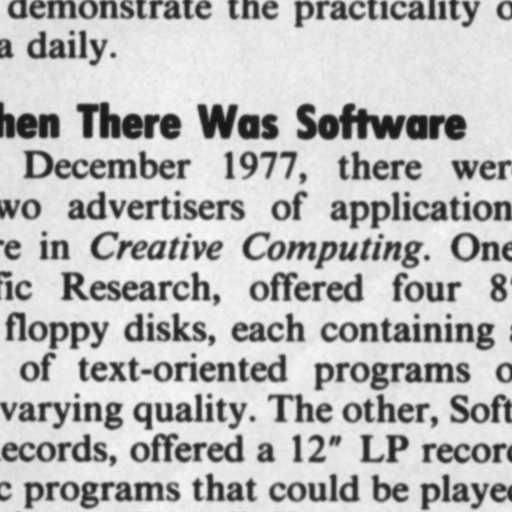 demonstrate the practicality o
a daily.
hen There Was Software
December 1977, there wer
wo advertisers of application
re in Creative Computing. One
fic Research, offered four 8"
floppy disks, each containing a
of text-oriented programs o
varying quality. The other, Soft
ecords, offered a 12" LP record
c programs that could be played